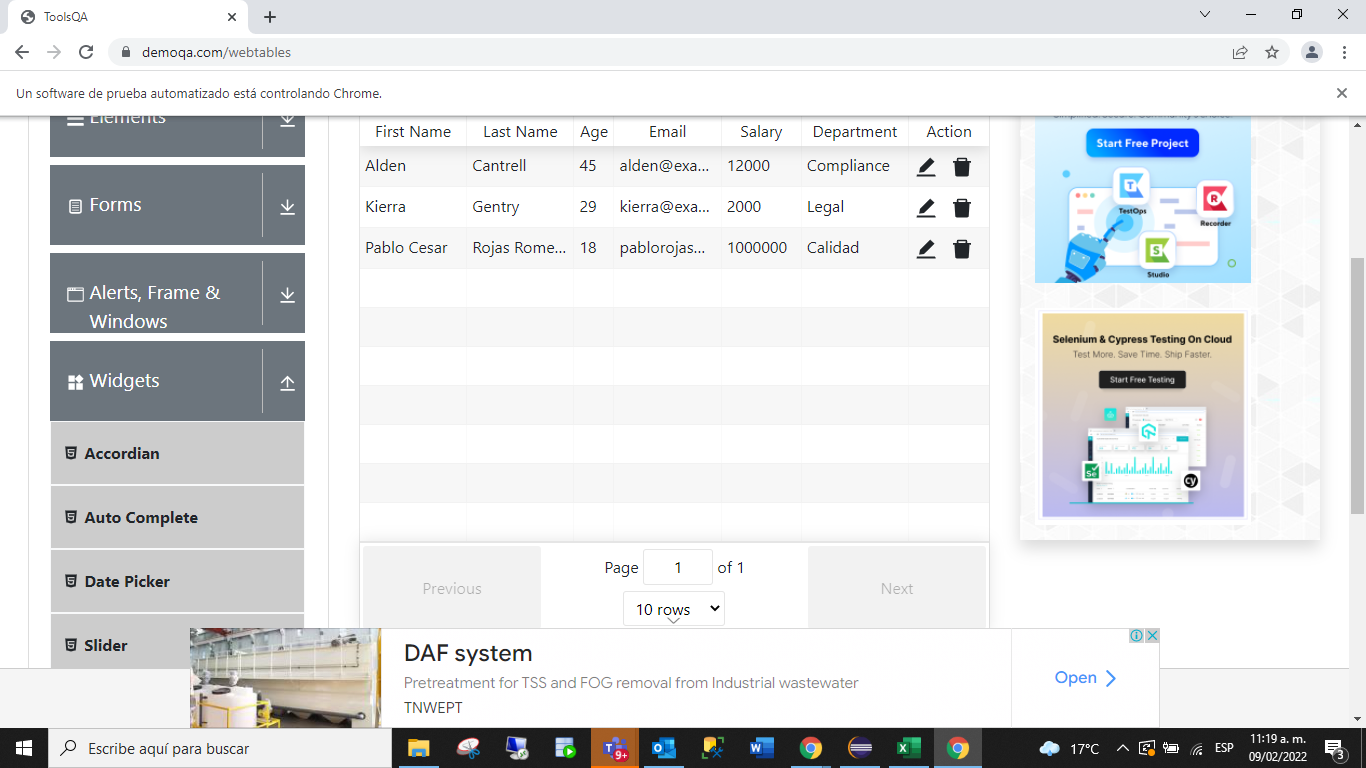 ToolsQA
demoqa.com/webtables
Un software de prueba automatizado está controlando Chrome.
Elements
Forms
Alerts, Frame &
Windows
Widgets
Accordian
Auto Complete
Date Picker
Slider
First Name Last Name Age Email Salary Department Action
Alden Cantrell 45 alden@exa... 12000 Compliance
Kierra Gentry 29 kierra@exa... 2000 Legal
Pablo Cesar Rojas Rome... 18 pablorojas... 1000000 Calidad
Previous
Page 1 of 1
10 rows
Next
Start Free Project
TestOps
Recorder
Studio
Selenium & Cypress Testing On Cloud
Test More. Save Time. Ship Faster.
Start Free Testing
Se
cy
DAF system
Pretreatment for TSS and FOG removal from Industrial wastewater
TNWEPT
Open
Escribe aquí para buscar
9+
17°C
ESP
11:19 a. m.
09/02/2022
3